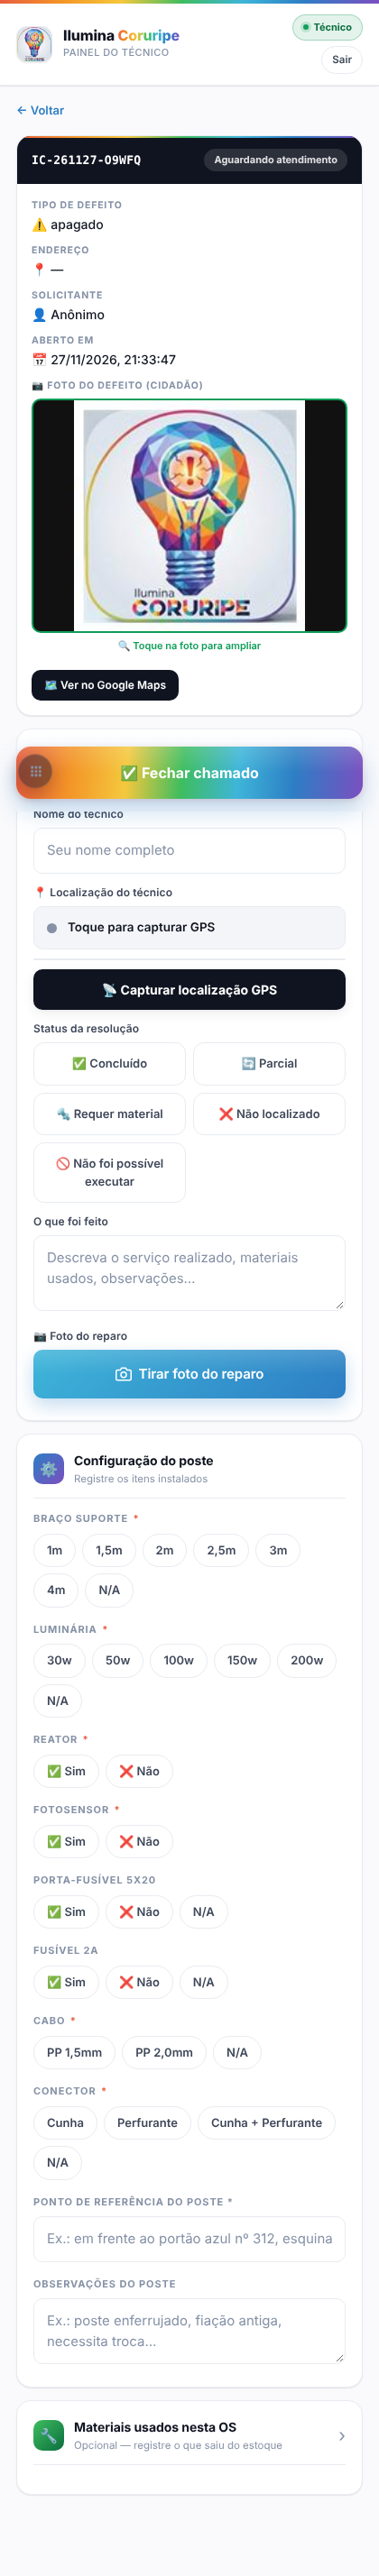 Ilumina Coruripe
PAINEL DO TÉCNICO
Técnico
Sair
← Voltar
IC-261127-O9WFQ
Aguardando atendimento
TIPO DE DEFEITO
⚠️ apagado
ENDEREÇO
📍 —
SOLICITANTE
👤 Anônimo
ABERTO EM
📅 27/11/2026, 21:33:47
📷 FOTO DO DEFEITO (CIDADÃO)
Ilumina
CORURIPE
🔍 Toque na foto para ampliar
🗺️ Ver no Google Maps
✅ Fechar chamado
Nome do técnico
Seu nome completo
📍 Localização do técnico
Toque para capturar GPS
📡 Capturar localização GPS
Status da resolução
✅ Concluído
🔄 Parcial
🔩 Requer material
❌ Não localizado
🚫 Não foi possível
executar
O que foi feito
Descreva o serviço realizado, materiais
usados, observações...
📷 Foto do reparo
Tirar foto do reparo
Configuração do poste
Registre os itens instalados
BRAÇO SUPORTE *
1m
1,5m
2m
2,5m
3m
4m
N/A
LUMINÁRIA *
30w
50w
100w
150w
200w
N/A
REATOR *
✅ Sim
❌ Não
FOTOSENSOR *
✅ Sim
❌ Não
PORTA-FUSÍVEL 5X20
✅ Sim
❌ Não
N/A
FUSÍVEL 2A
✅ Sim
❌ Não
N/A
CABO *
PP 1,5mm
PP 2,0mm
N/A
CONECTOR *
Cunha
Perfurante
Cunha + Perfurante
N/A
PONTO DE REFERÊNCIA DO POSTE *
Ex.: em frente ao portão azul nº 312, esquina
OBSERVAÇÕES DO POSTE
Ex.: poste enferrujado, fiação antiga,
necessita troca...
Materiais usados nesta OS
Opcional — registre o que saiu do estoque